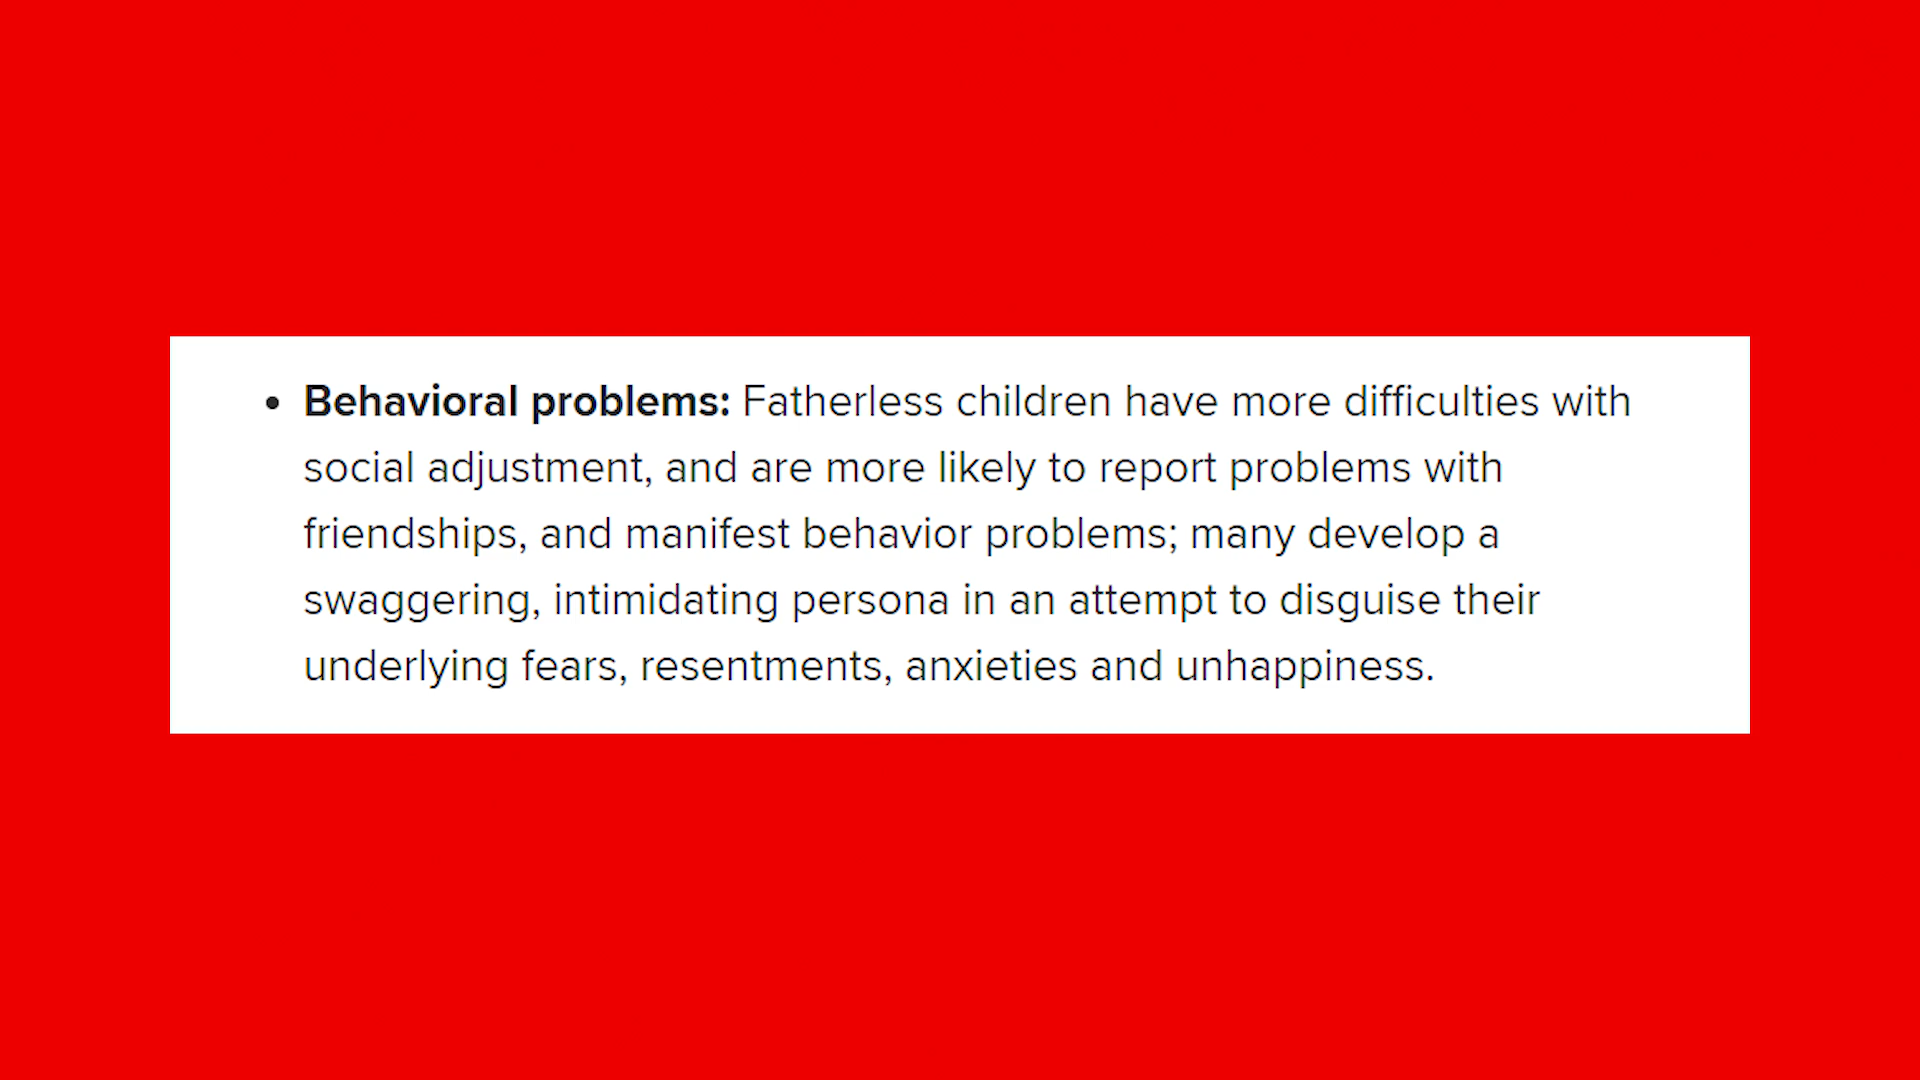 • Behavioral problems: Fatherless children have more difficulties with
social adjustment, and are more likely to report problems with
friendships, and manifest behavior problems; many develop a
swaggering, intimidating persona in an attempt to disguise their
underlying fears, resentments, anxieties and unhappiness.